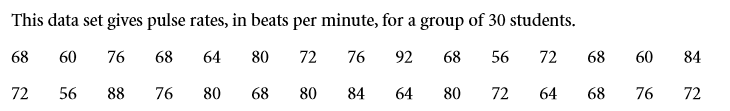 This data set gives pulse rates, in beats per minute, for a group of 30 students.
68 60 76 68 64 80 72 76 92 68 56 72 68 60 84
72 56 88 76 80 68 80 84 64 80 72 64 68 76 72